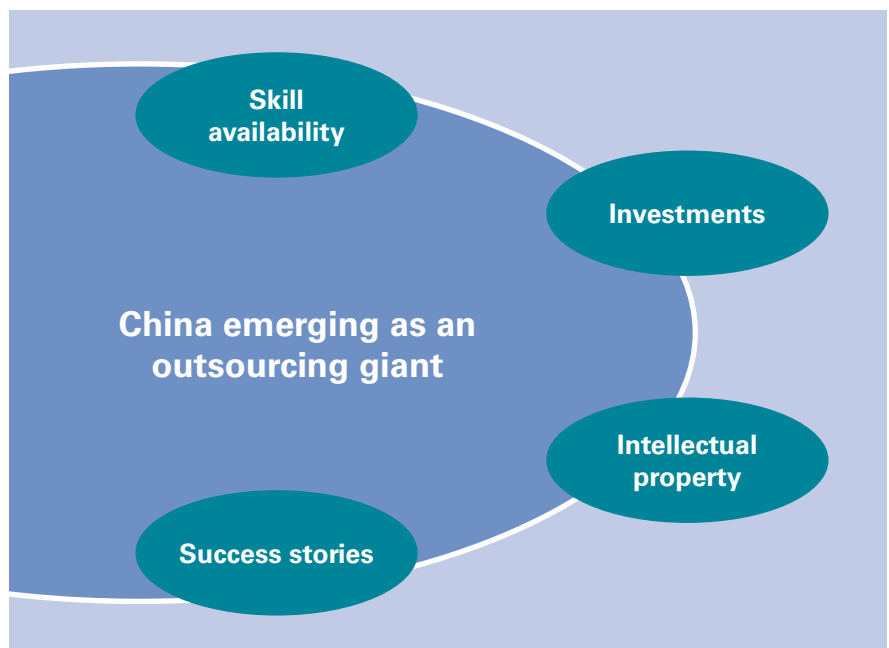 Skill
availability
Investments
China emerging as an
outsourcing giant
Intellectual
property
Success stories